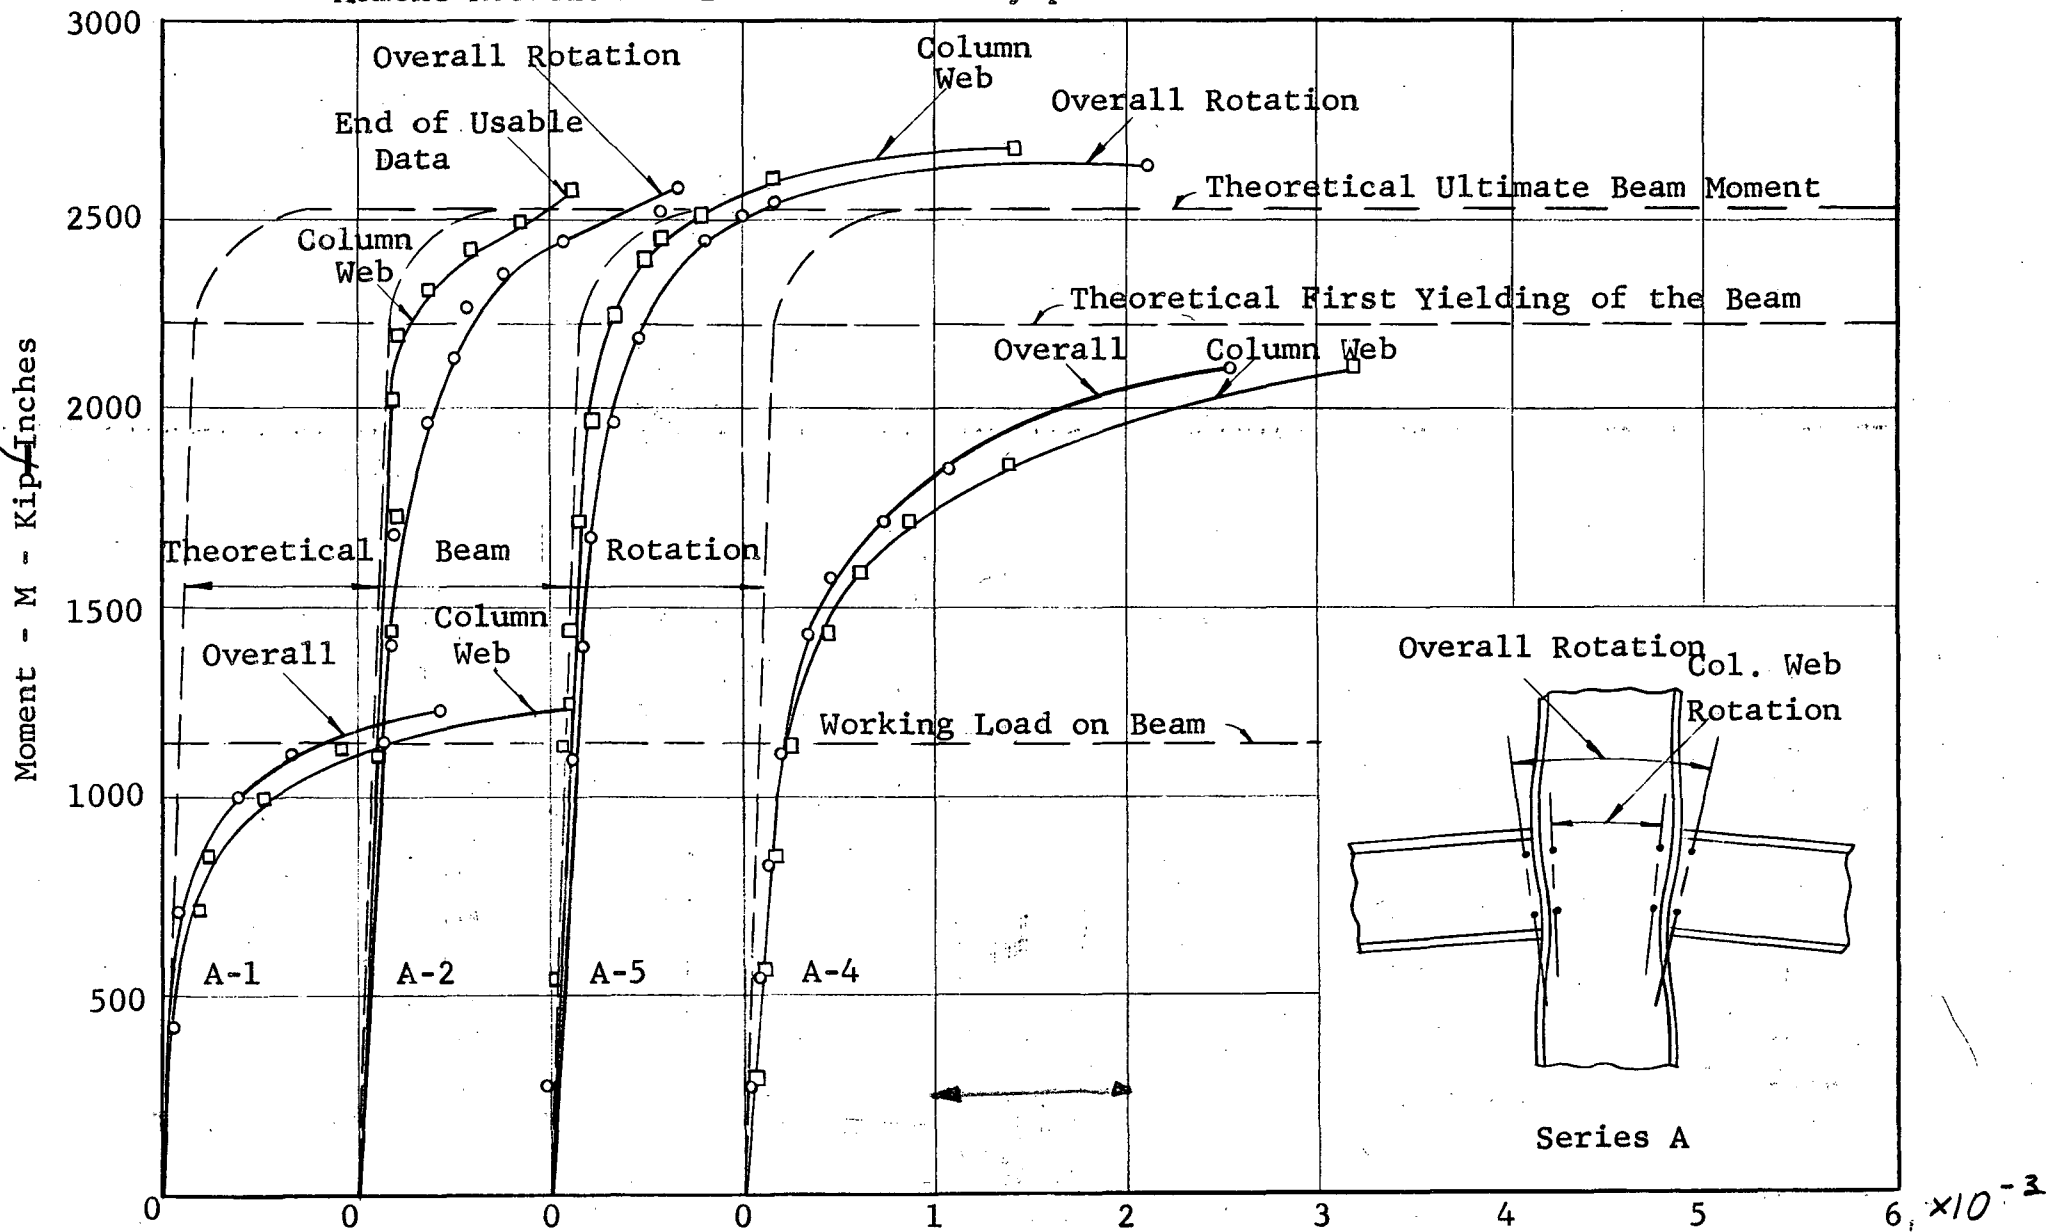 3000
Overall Rotation
Column
Web
Overall Rotation
End of Usable
Data
Theoretical Ultimate Beam Moment
2500
Column
Web
Theoretical First Yielding of the Beam
Overall
Column Web
2000
Moment - M - Kip Inches
Theoretical Beam Rotation
1500
Column
Web
Overall
Overall Rotation
Col. Web
Rotation
Working Load on Beam
1000
A-1
A-2
A-5
A-4
500
Series A
0 0 0 0 1 2 3 4 5 6 ×10⁻³